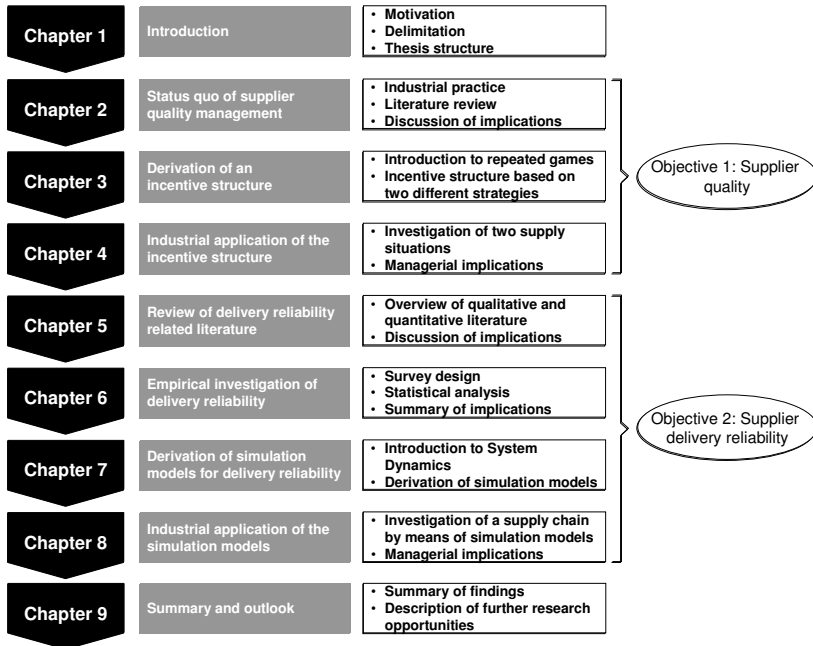 Chapter 1
Introduction
• Motivation
• Delimitation
• Thesis structure
Chapter 2
Status quo of supplier
quality management
• Industrial practice
• Literature review
• Discussion of implications
Chapter 3
Derivation of an
incentive structure
• Introduction to repeated games
• Incentive structure based on
two different strategies
Objective 1: Supplier
quality
Chapter 4
Industrial application of the
incentive structure
• Investigation of two supply
situations
• Managerial implications
Chapter 5
Review of delivery reliability
related literature
• Overview of qualitative and
quantitative literature
• Discussion of implications
Chapter 6
Empirical investigation of
delivery reliability
• Survey design
• Statistical analysis
• Summary of implications
Objective 2: Supplier
delivery reliability
Chapter 7
Derivation of simulation
models for delivery reliability
• Introduction to System
Dynamics
• Derivation of simulation models
Chapter 8
Industrial application of the
simulation models
• Investigation of a supply chain
by means of simulation models
• Managerial implications
Chapter 9
Summary and outlook
• Summary of findings
• Description of further research
opportunities